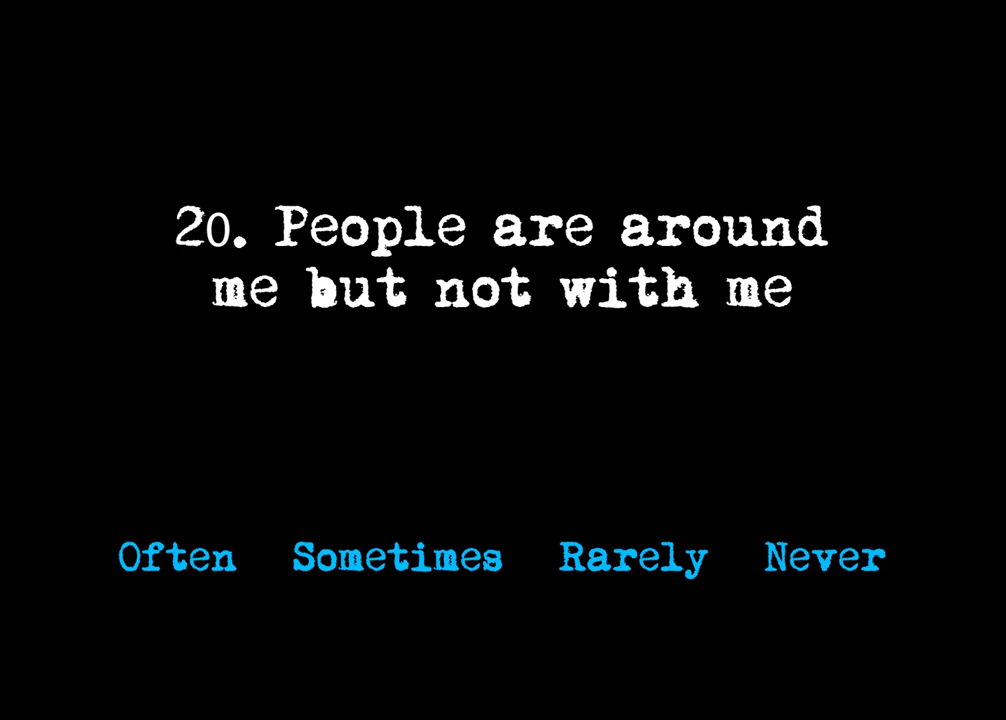 20. People are around
me but not with me
Often Sometimes Rarely Never